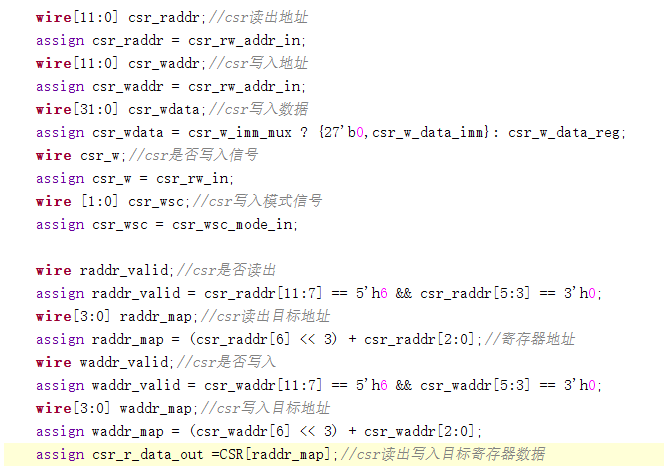 wire[11:0] csr_raddr;//csr读出地址
assign csr_raddr = csr_rw_addr_in;
wire[11:0] csr_waddr;//csr写入地址
assign csr_waddr = csr_rw_addr_in;
wire[31:0] csr_wdata;//csr写入数据
assign csr_wdata = csr_w_imm_mux ? {27'b0,csr_w_data_imm}: csr_w_data_reg;
wire csr_w;//csr是否写入信号
assign csr_w = csr_rw_in;
wire [1:0] csr_wsc;//csr写入模式信号
assign csr_wsc = csr_wsc_mode_in;
wire raddr_valid;//csr是否读出
assign raddr_valid = csr_raddr[11:7] == 5'h6 && csr_raddr[5:3] == 3'h0;
wire[3:0] raddr_map;//csr读出目标地址
assign raddr_map = (csr_raddr[6] << 3) + csr_raddr[2:0];//寄存器地址
wire waddr_valid;//csr是否写入
assign waddr_valid = csr_waddr[11:7] == 5'h6 && csr_waddr[5:3] == 3'h0;
wire[3:0] waddr_map;//csr写入目标地址
assign waddr_map = (csr_waddr[6] << 3) + csr_waddr[2:0];
assign csr_r_data_out =CSR[raddr_map];//csr读出写入目标寄存器数据